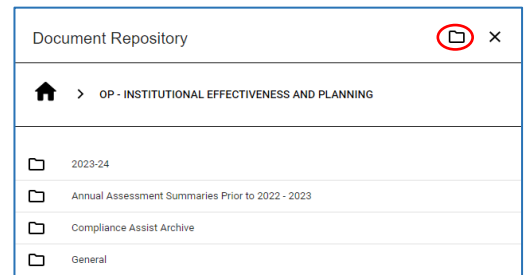 Document Repository
OP - INSTITUTIONAL EFFECTIVENESS AND PLANNING
2023-24
Annual Assessment Summaries Prior to 2022 - 2023
Compliance Assist Archive
General